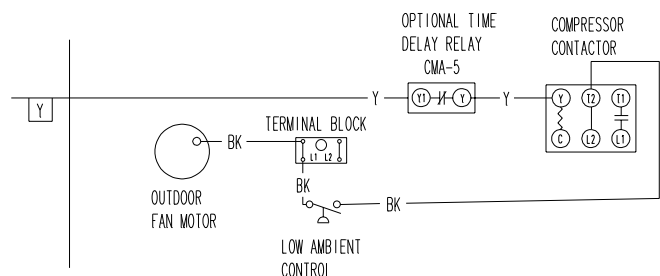 OPTIONAL TIME
DELAY RELAY
CMA-5
COMPRESSOR
CONTACTOR
Y
Y
Y1
Y
Y
Y
T2
T1
C
L2
L1
TERMINAL BLOCK
L1 L2
BK
OUTDOOR
FAN MOTOR
BK
BK
LOW AMBIENT
CONTROL